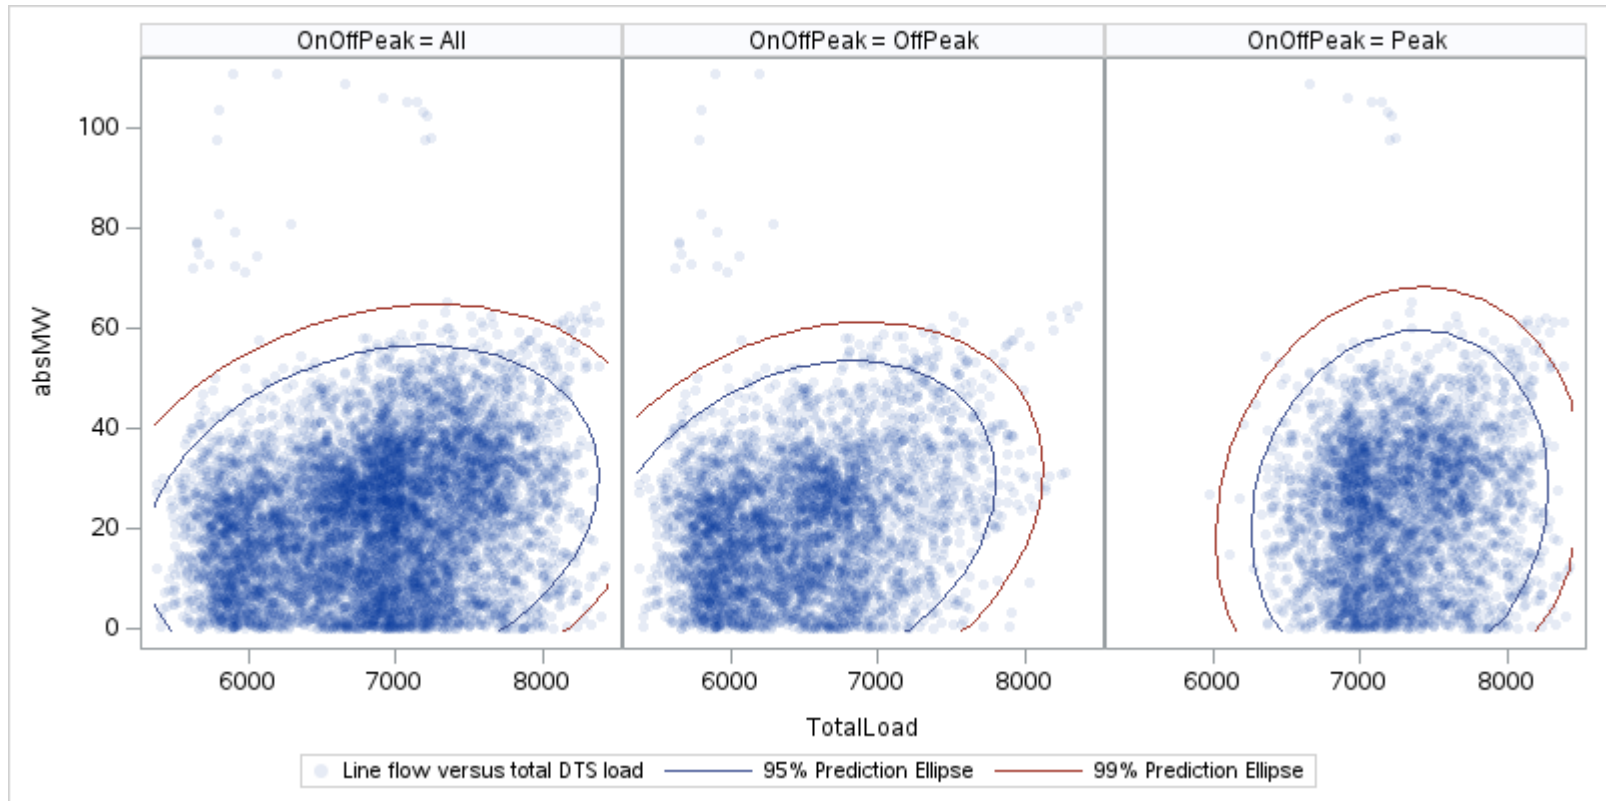 OnOffPeak = All
OnOffPeak = OffPeak
OnOffPeak = Peak
absMW
100
80
60
40
20
0
6000
7000
8000
6000
7000
8000
6000
7000
8000
TotalLoad
Line flow versus total DTS load
95% Prediction Ellipse
99% Prediction Ellipse